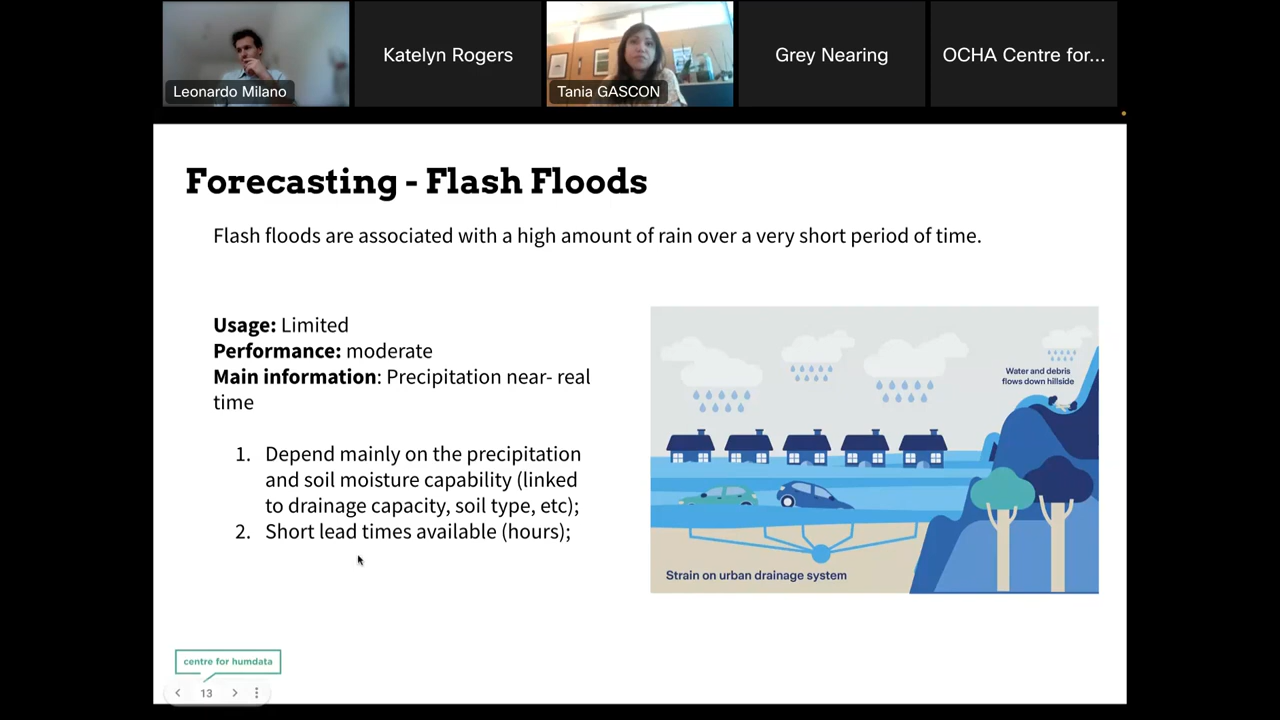 Leonardo Milano
Katelyn Rogers
Tania GASCON
Grey Nearing
OCHA Centre for...
Forecasting - Flash Floods
Flash floods are associated with a high amount of rain over a very short period of time.
Usage: Limited
Performance: moderate
Main information: Precipitation near- real
time
1. Depend mainly on the precipitation
and soil moisture capability (linked
to drainage capacity, soil type, etc);
2. Short lead times available (hours);
Water and debris
flows down hillside
Strain on urban drainage system
centre for humdata
13